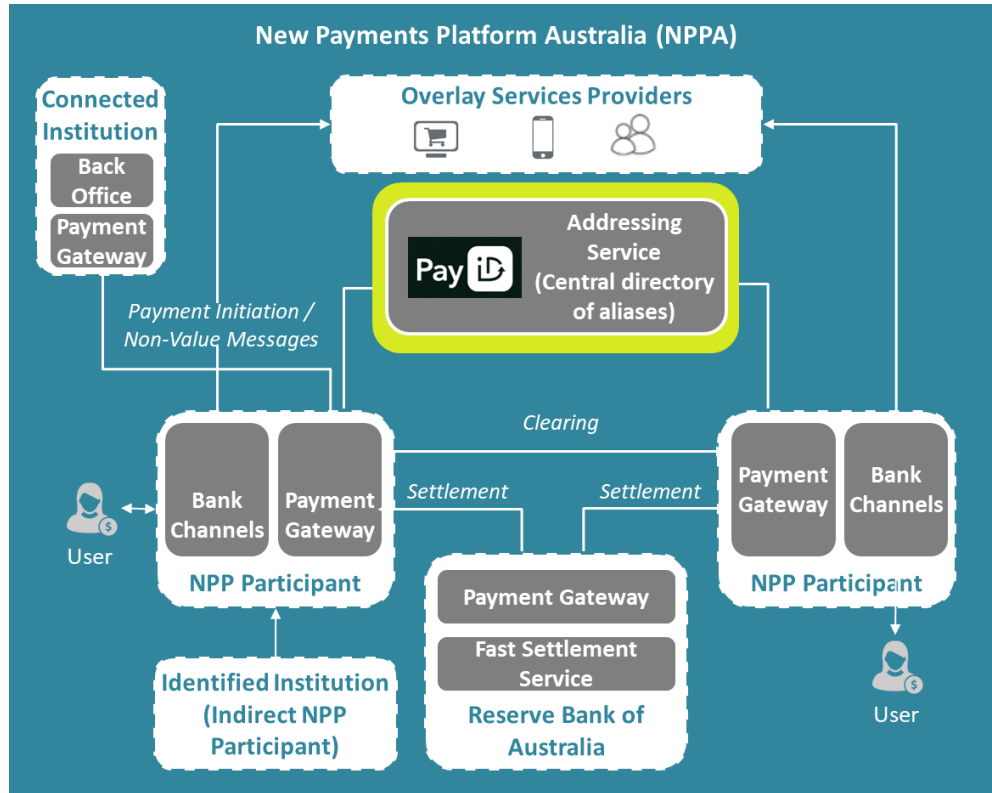 New Payments Platform Australia (NPPA)
Connected
Institution
Back
Office
Payment
Gateway
Overlay Services Providers
Pay iD
Addressing
Service
(Central directory
of aliases)
Payment Initiation /
Non-Value Messages
Clearing
Settlement
Settlement
User
Bank
Channels
Payment
Gateway
NPP Participant
Payment
Gateway
Bank
Channels
NPP Participant
Payment Gateway
Fast Settlement
Service
Reserve Bank of
Australia
Identified Institution
(Indirect NPP
Participant)
User